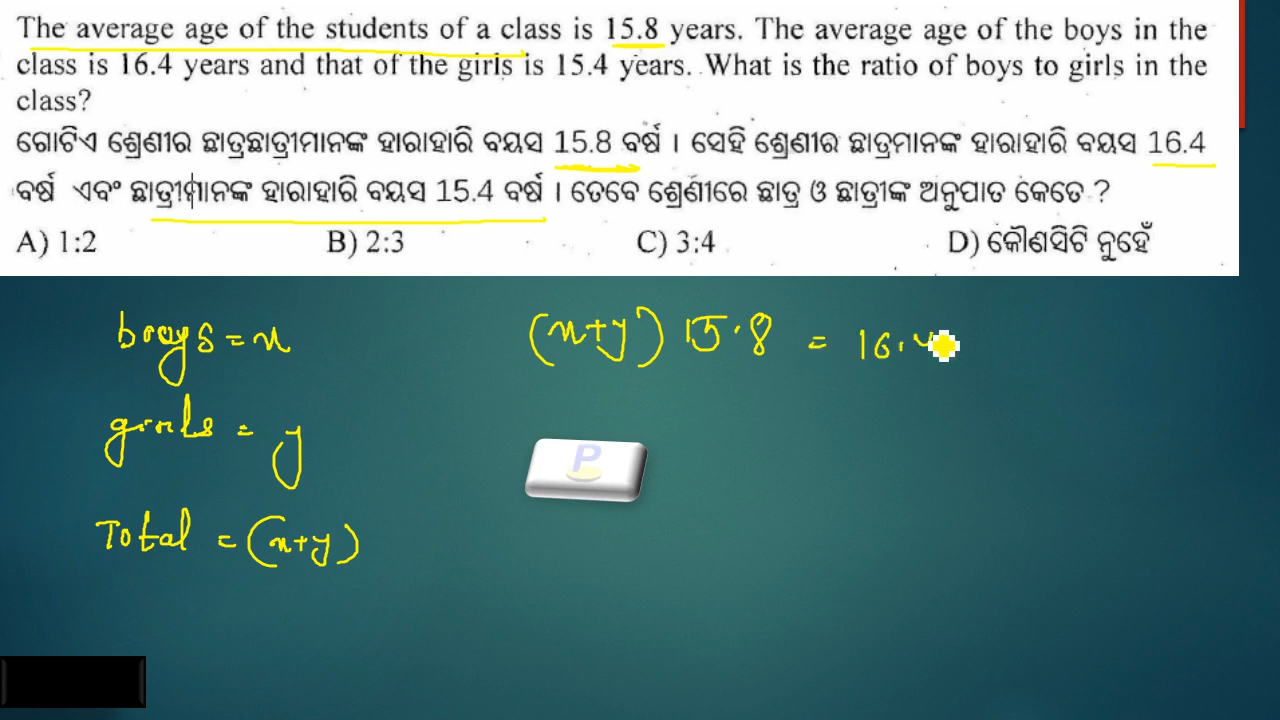 The average age of the students of a class is 15.8 years. The average age of the boys in the
class is 16.4 years and that of the girls is 15.4 years. What is the ratio of boys to girls in the
class?
ଗୋଟିଏ ଶ୍ରେଣୀର ଛାତ୍ରଛାତ୍ରୀମାନଙ୍କ ହାରାହାରି ବୟସ 15.8 ବର୍ଷ । ସେହି ଶ୍ରେଣୀର ଛାତ୍ରମାନଙ୍କ ହାରାହାରି ବୟସ 16.4
ବର୍ଷ ଏବଂ ଛାତ୍ରୀମାନଙ୍କ ହାରାହାରି ବୟସ 15.4 ବର୍ଷ । ତେବେ ଶ୍ରେଣୀରେ ଛାତ୍ର ଓ ଛାତ୍ରୀଙ୍କ ଅନୁପାତ କେତେ ?
A) 1:2 B) 2:3 C) 3:4 D) କୌଣସିଟି ନୁହେଁ
boys = x (x+y) 15.8 = 16.4
girls = y
P
Total = (x+y)